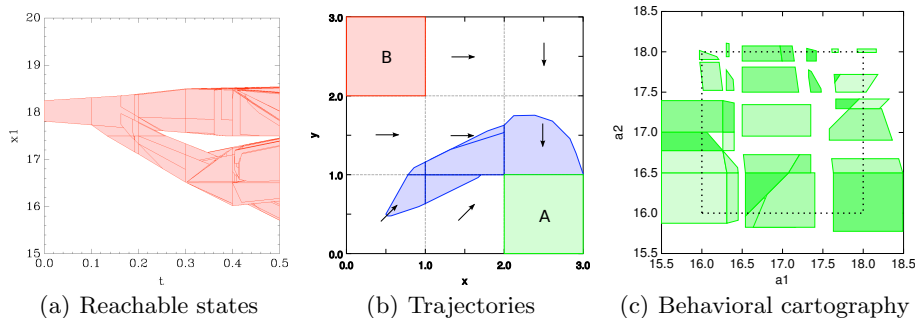 20
19
18
17
16
15
x1
0.0 0.1 0.2 0.3 0.4 0.5
t
(a) Reachable states
3.0
2.0
1.0
0.0
y
B
A
0.0 1.0 2.0 3.0
x
(b) Trajectories
18.5
18.0
17.5
17.0
16.5
16.0
15.5
a2
15.5 16.0 16.5 17.0 17.5 18.0 18.5
a1
(c) Behavioral cartography